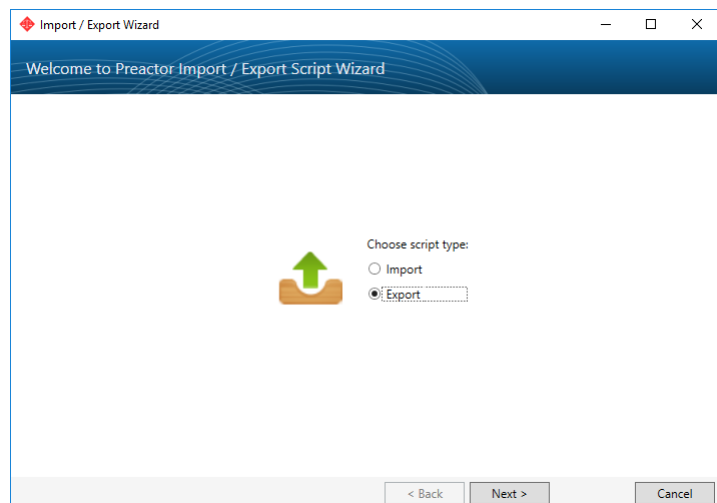 Import / Export Wizard
Welcome to Preactor Import / Export Script Wizard
Choose script type:
Import
Export
< Back Next > Cancel